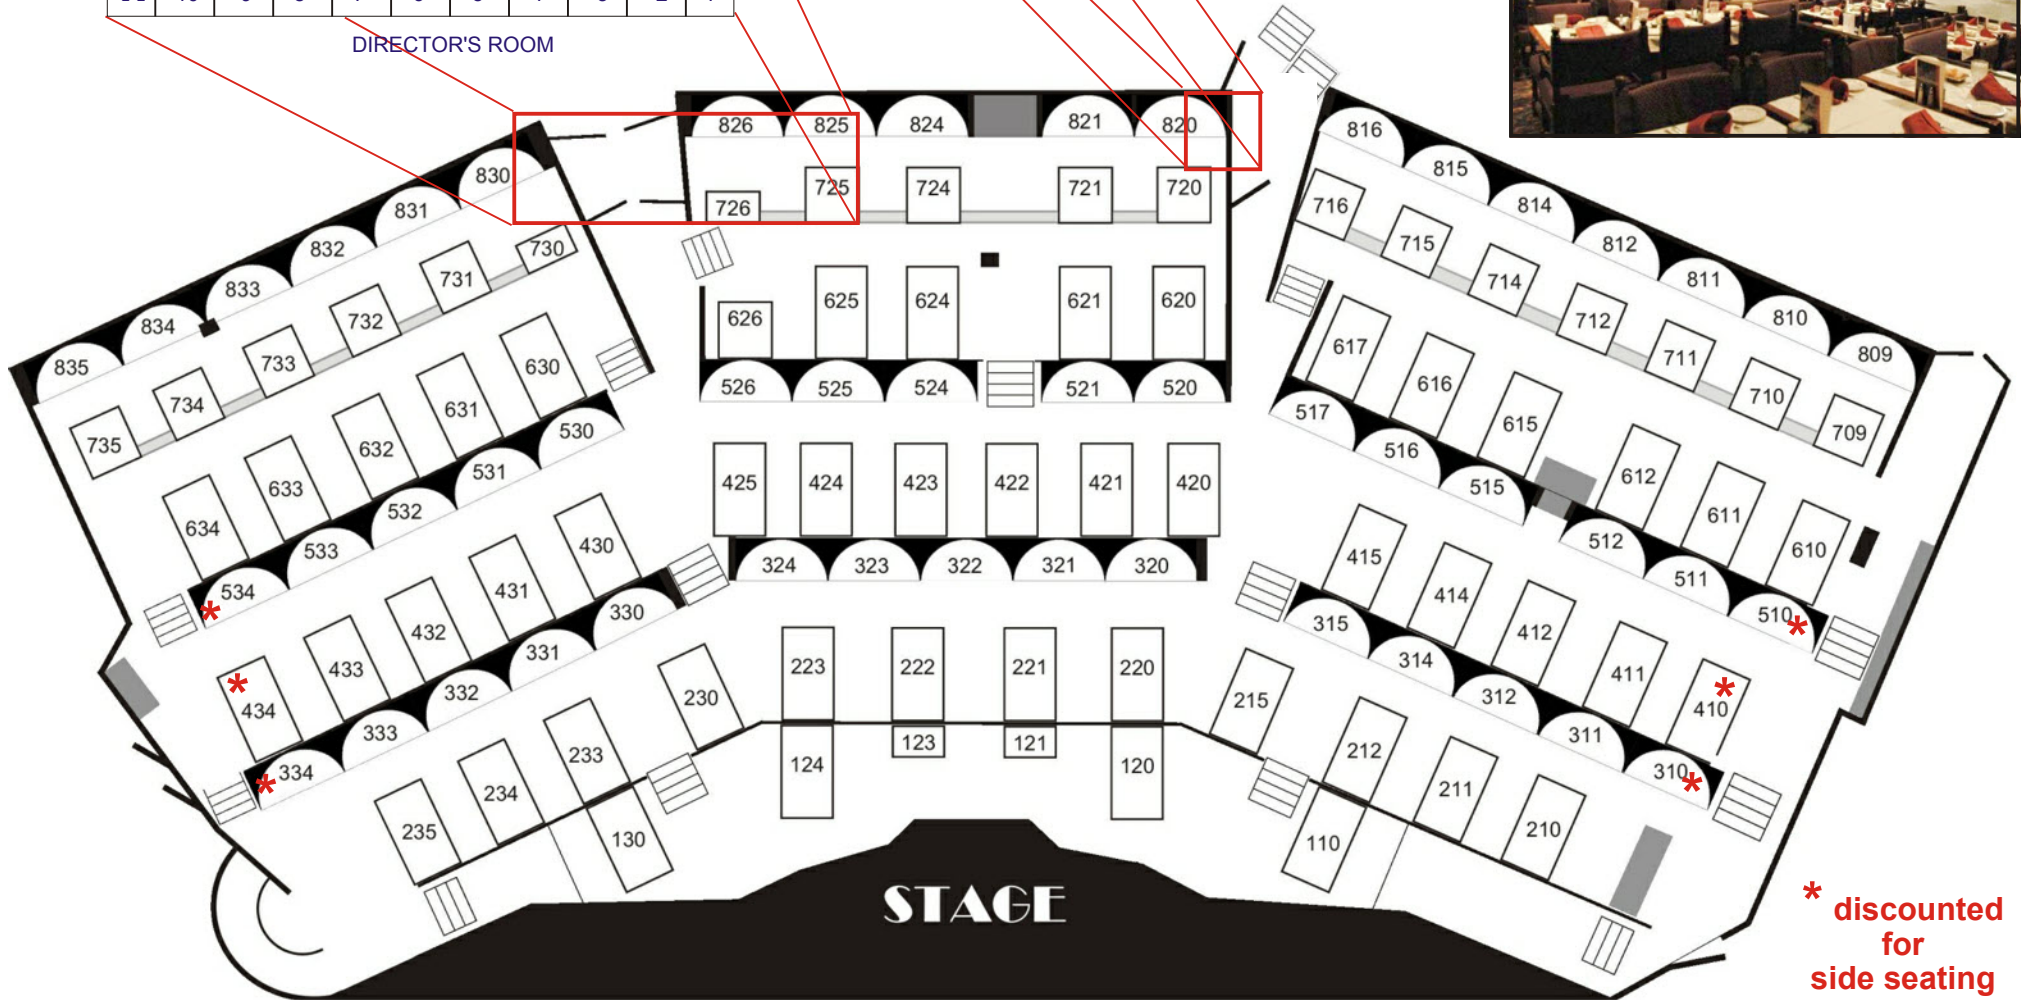 DIRECTOR'S ROOM
826 825 824 821 820
816 815 814 812 811 810 809
830 831 832 833 834 835
726 725 724 721 720
716 715 714 712 711 710 709
730 731 732 733 734 735
626 625 624 621 620
617 616 615 612 611 610
630 631 632 633 634
526 525 524 521 520
517 516 515 512 511 510 *
530 531 532 533 534 *
425 424 423 422 421 420
415 414 412 411 410 *
430 431 432 433 434 *
324 323 322 321 320
315 314 312 311 310 *
330 331 332 333 334 *
223 222 221 220
215 212 211 210
230 233 234 235
124 123 121 120
130 110
STAGE
* discounted
for
side seating